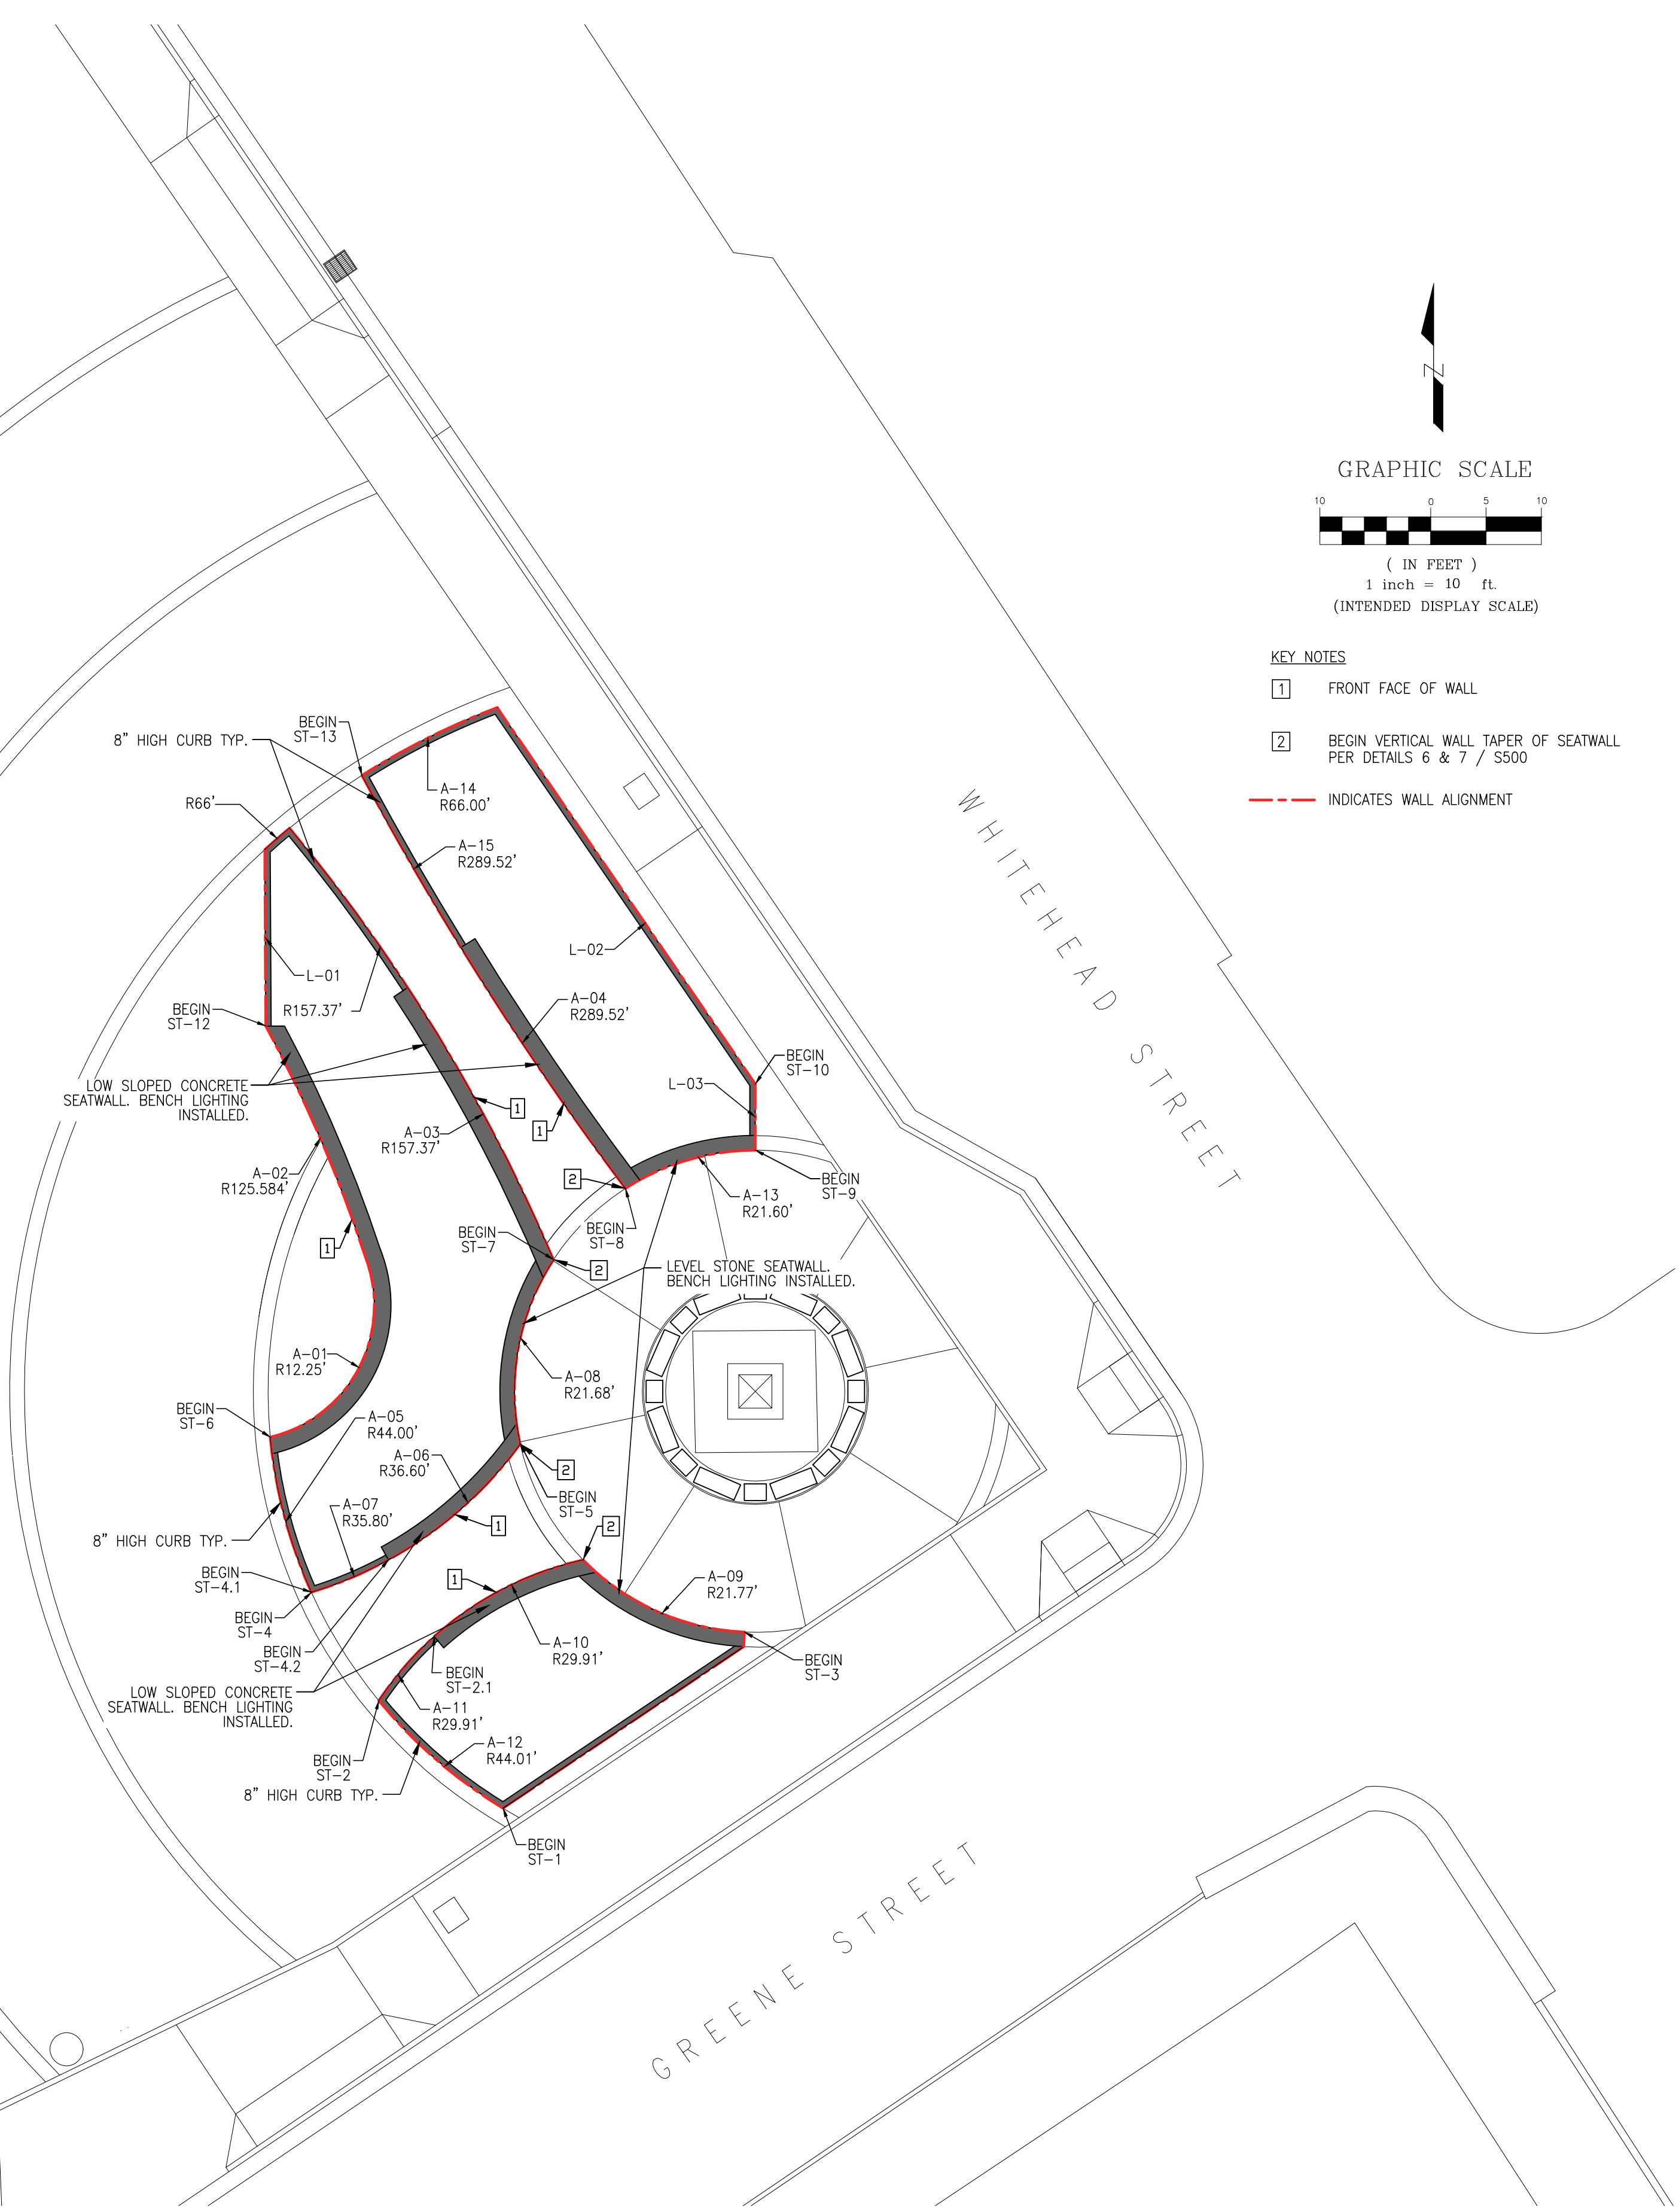 GRAPHIC SCALE
10 0 5 10
( IN FEET )
1 inch = 10 ft.
(INTENDED DISPLAY SCALE)
N
KEY NOTES
1 FRONT FACE OF WALL
2 BEGIN VERTICAL WALL TAPER OF SEATWALL
PER DETAILS 6 & 7 / S500
INDICATES WALL ALIGNMENT
WHITEHEAD STREET
GREENE STREET
BEGIN
ST-13
8" HIGH CURB TYP.
A-14
R66.00'
R66'
A-15
R289.52'
L-02
L-01
R157.37'
A-04
R289.52'
BEGIN
ST-12
BEGIN
ST-10
L-03
LOW SLOPED CONCRETE
SEATWALL. BENCH LIGHTING
INSTALLED.
1
1
A-03
R157.37'
A-02
R125.584'
2
BEGIN
ST-9
A-13
R21.60'
1
BEGIN
ST-7
BEGIN
ST-8
2
LEVEL STONE SEATWALL.
BENCH LIGHTING INSTALLED.
A-01
R12.25'
A-08
R21.68'
BEGIN
ST-6
A-05
R44.00'
A-06
R36.60'
2
BEGIN
ST-5
A-07
R35.80'
1
2
8" HIGH CURB TYP.
BEGIN
ST-4.1
1
A-09
R21.77'
BEGIN
ST-4
BEGIN
ST-4.2
A-10
R29.91'
BEGIN
ST-3
BEGIN
ST-2.1
LOW SLOPED CONCRETE
SEATWALL. BENCH LIGHTING
INSTALLED.
A-11
R29.91'
A-12
R44.01'
BEGIN
ST-2
8" HIGH CURB TYP.
BEGIN
ST-1